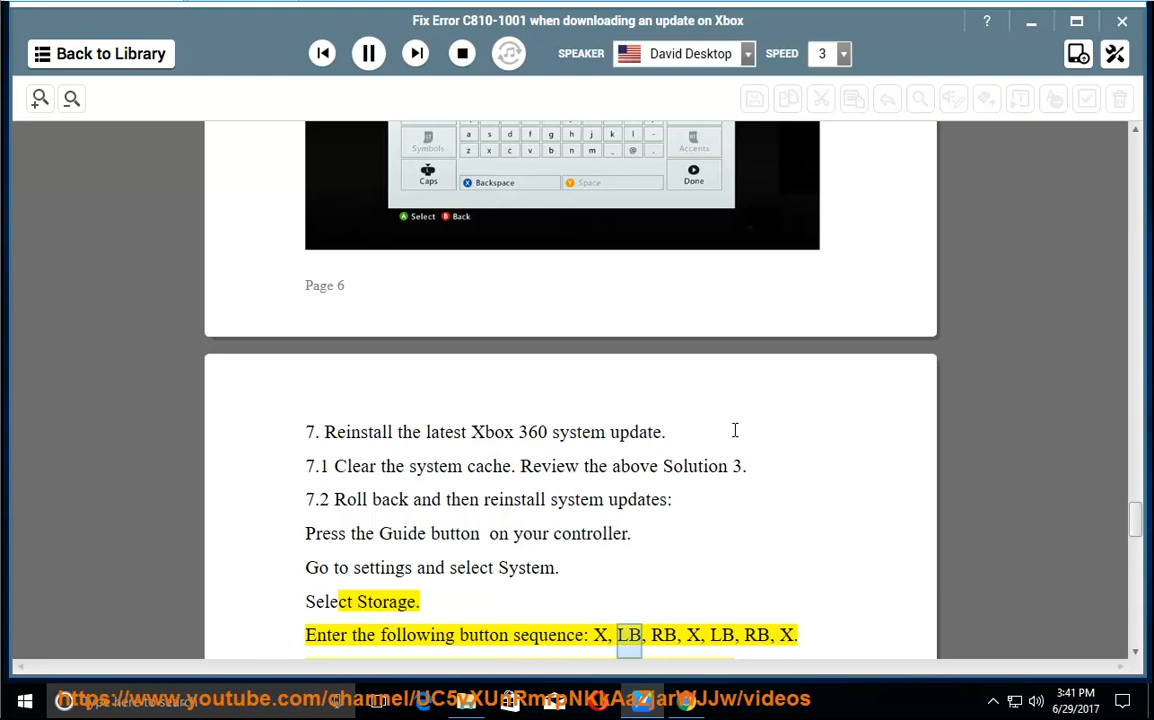 Fix Error C810-1001 when downloading an update on Xbox
?
Back to Library
SPEAKER
David Desktop
SPEED
3
a s d f g h j k l -
Symbols
Accents
z x c v b n m _ @ .
Caps
X Backspace
Y Space
Done
A Select B Back
Page 6
7. Reinstall the latest Xbox 360 system update.
7.1 Clear the system cache. Review the above Solution 3.
7.2 Roll back and then reinstall system updates:
Press the Guide button on your controller.
Go to settings and select System.
Select Storage.
Enter the following button sequence: X, LB, RB, X, LB, RB, X.
3:41 PM
6/29/2017